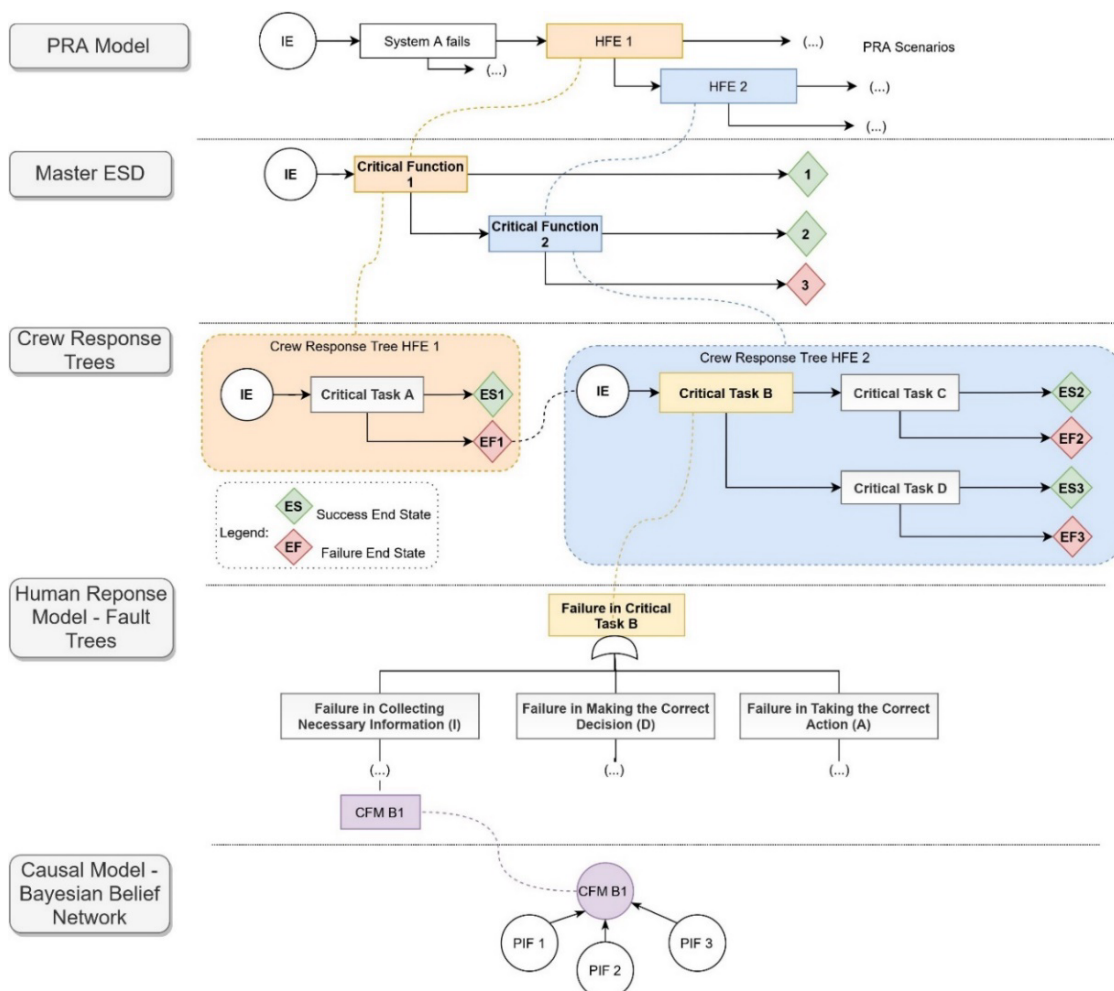 PRA Model
IE
System A fails
HFE 1
(...)
PRA Scenarios
(...)
HFE 2
(...)
(...)
Master ESD
IE
Critical Function
1
1
Critical Function
2
2
3
Crew Response
Trees
Crew Response Tree HFE 1
IE
Critical Task A
ES1
EF1
Crew Response Tree HFE 2
IE
Critical Task B
Critical Task C
ES2
EF2
Critical Task D
ES3
EF3
Legend:
ES
Success End State
EF
Failure End State
Human Reponse
Model - Fault
Trees
Failure in Critical
Task B
Failure in Collecting
Necessary Information (I)
Failure in Making the Correct
Decision (D)
Failure in Taking the Correct
Action (A)
(...)
(...)
(...)
CFM B1
Causal Model -
Bayesian Belief
Network
CFM B1
PIF 1
PIF 2
PIF 3